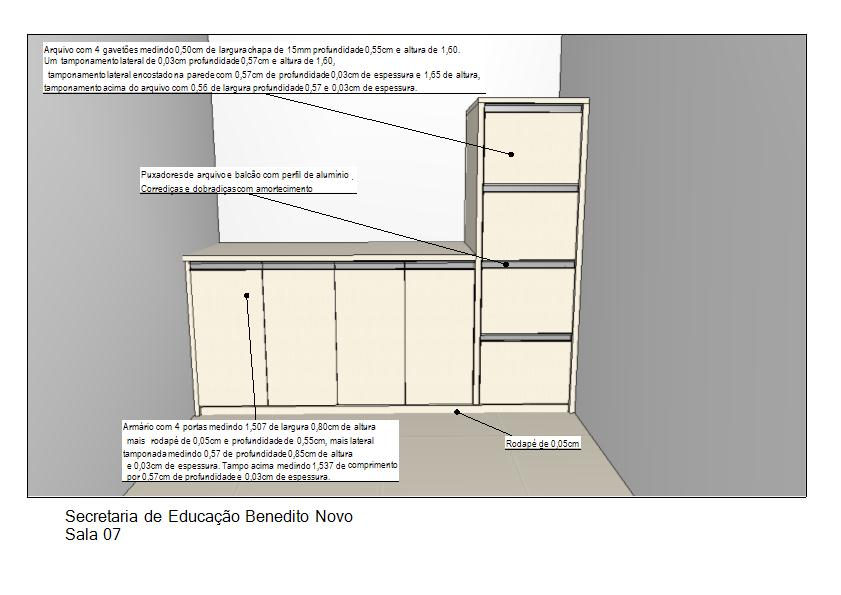 Arquivo com 4 gavetões medindo 0,50cm de largura chapa de 15mm profundidade 0,55cm e altura de 1,60.
Um tamponamento lateral de 0,03cm profundidade 0,57cm e altura de 1,60,
tamponamento lateral encostado na parede com 0,57cm de profundidade 0,03cm de espessura e 1,65 de altura,
tamponamento acima do arquivo com 0,56 de largura profundidade 0,57 e 0,03cm de espessura.
Puxadores de arquivo e balcão com perfil de alumínio ,
Corrediças e dobradiças com amortecimento
Armário com 4 portas medindo 1,507 de largura 0,80cm de altura
mais rodapé de 0,05cm e profundidade de 0,55cm, mais lateral
tamponada medindo 0,57 de profundidade 0,85cm de altura
e 0,03cm de espessura. Tampo acima medindo 1,537 de comprimento
por 0,57cm de profundidade e 0,03cm de espessura.
Rodapé de 0,05cm
Secretaria de Educação Benedito Novo
Sala 07